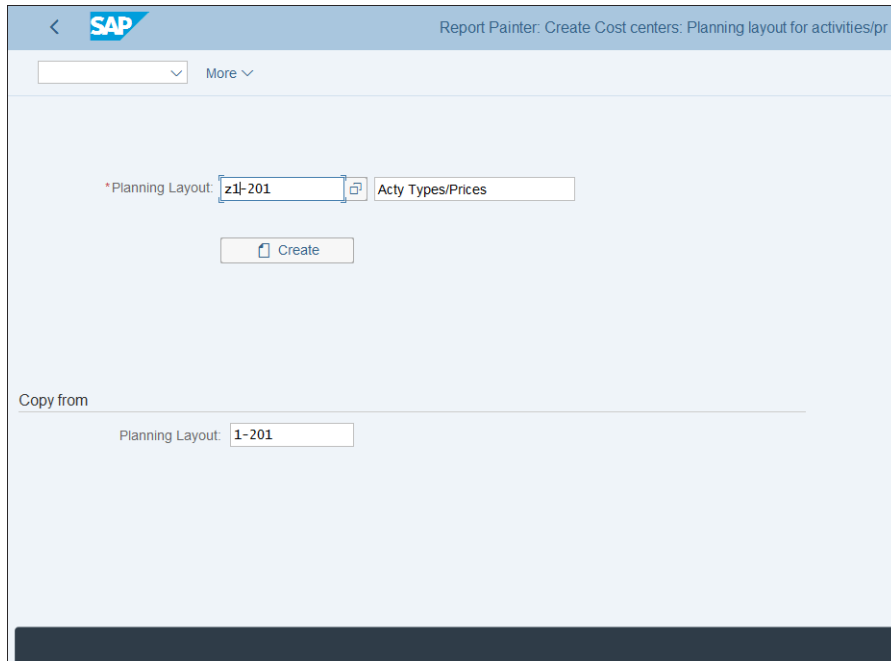 SAP
Report Painter: Create Cost centers: Planning layout for activities/pr
More
*Planning Layout: z1-201 Acty Types/Prices
Create
Copy from
Planning Layout: 1-201